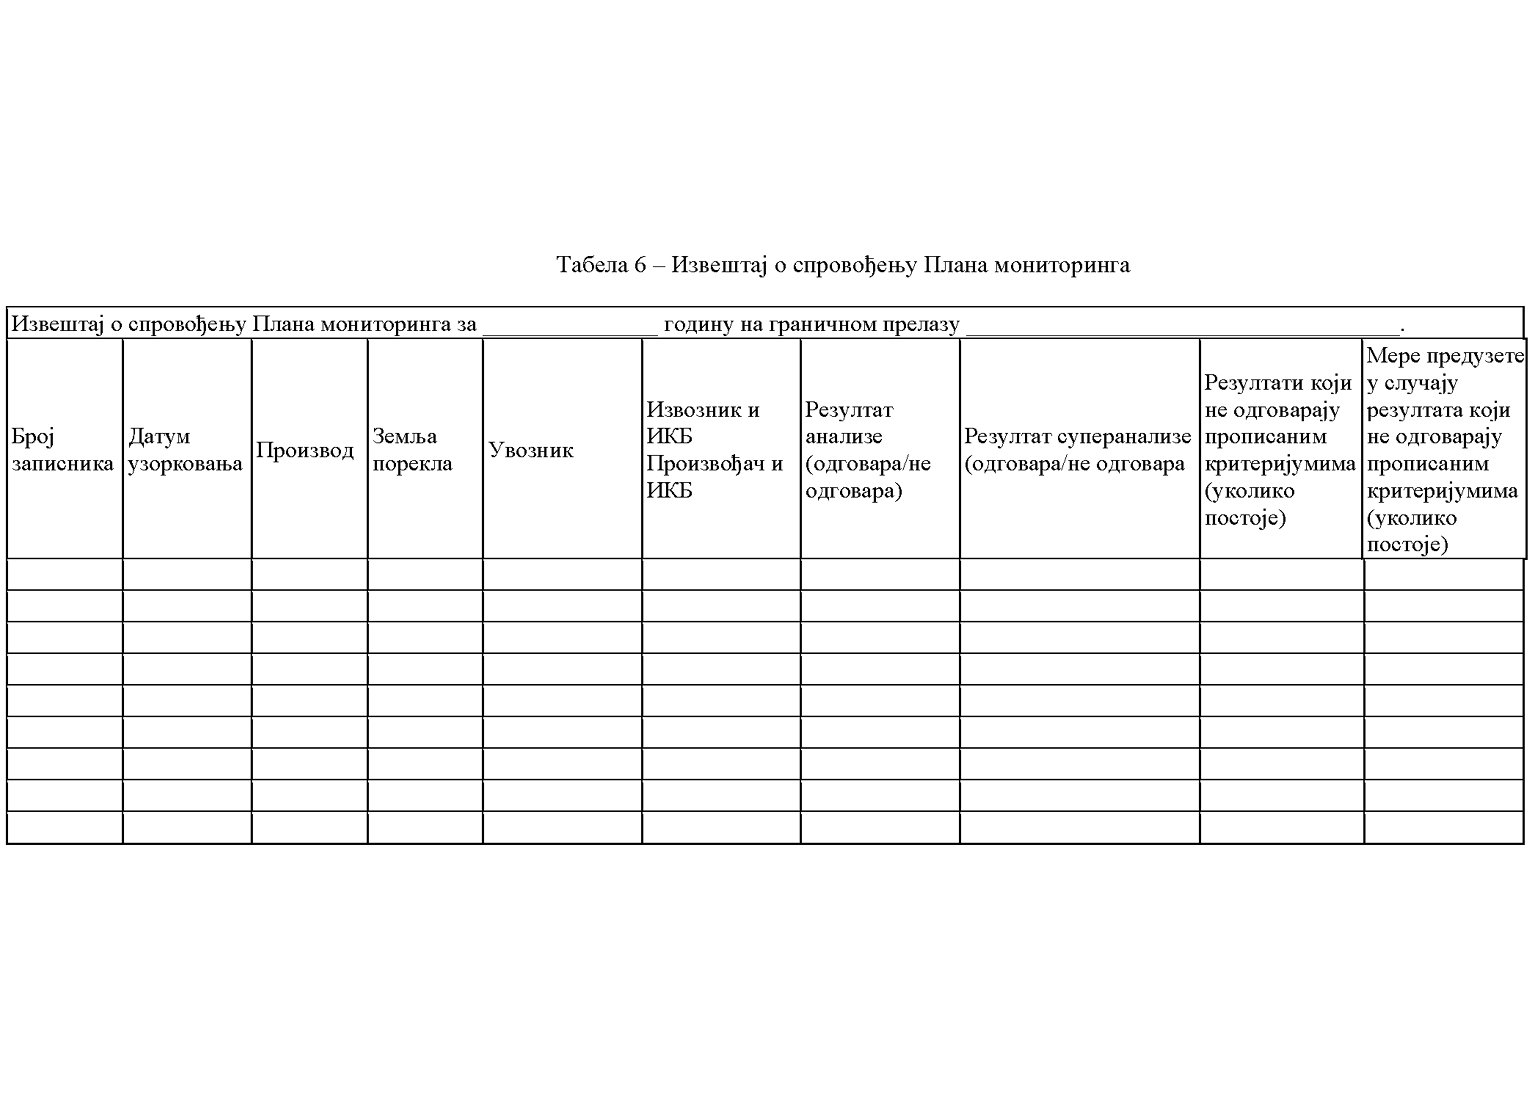 Табела 6 – Извештај о спровођењу Плана мониторинга
Извештај о спровођењу Плана мониторинга за ________________ годину на граничном прелазу ________________________________________.
Број
записника
Датум
узорковања
Производ
Земља
порекла
Увозник
Извозник и
ИКБ
Произвођач и
ИКБ
Резултат
анализе
(одговара/не
одговара)
Резултат суперанализе
(одговара/не одговара
Резултати који
не одговарају
прописаним
критеријумима
(уколико
постоје)
Мере предузете
у случају
резултата који
не одговарају
прописаним
критеријумима
(уколико
постоје)